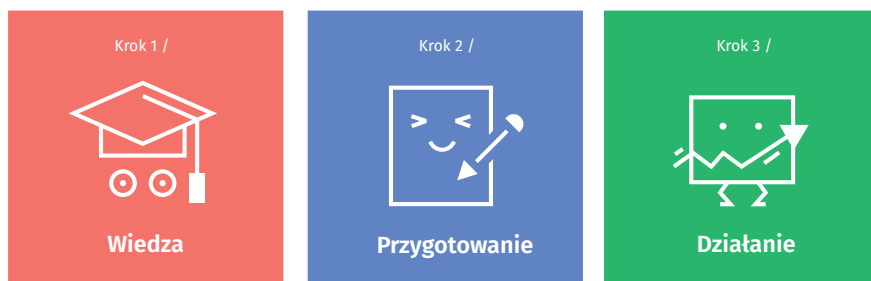 Krok 1 /
Wiedza
Krok 2 /
Przygotowanie
Krok 3 /
Działanie